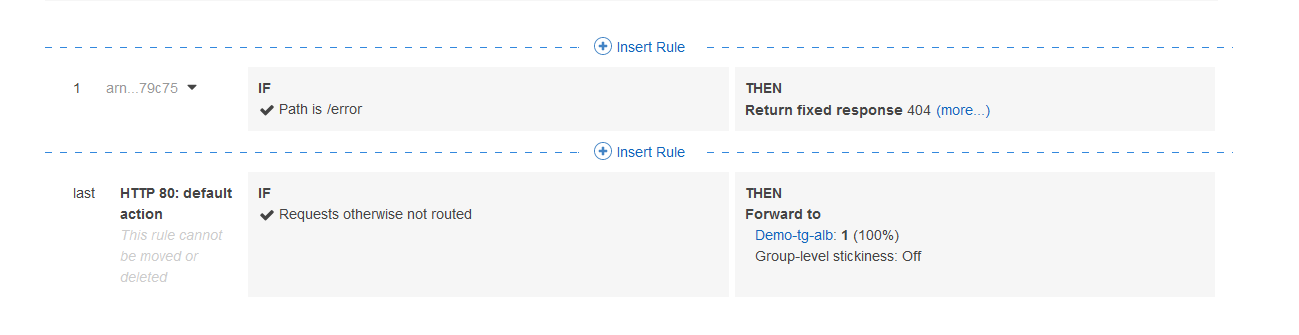 Insert Rule
1 arn...79c75 IF THEN
Path is /error Return fixed response 404 (more...)
Insert Rule
last HTTP 80: default action IF THEN
This rule cannot be moved or deleted Requests otherwise not routed Forward to
Demo-tg-alb: 1 (100%)
Group-level stickiness: Off